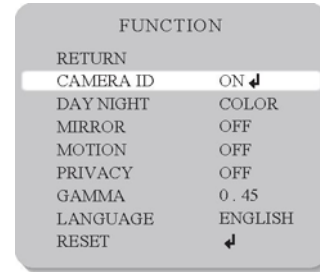 FUNCTION
RETURN
CAMERA ID ON ↲
DAY NIGHT COLOR
MIRROR OFF
MOTION OFF
PRIVACY OFF
GAMMA 0 . 45
LANGUAGE ENGLISH
RESET ↲